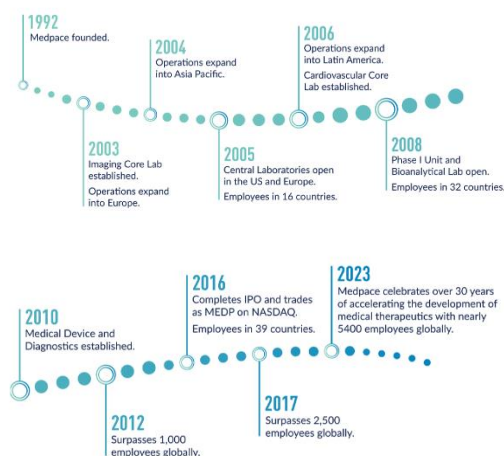 1992
Medpace founded.
2003
Imaging Core Lab
established.
Operations expand
into Europe.
2004
Operations expand
into Asia Pacific.
2005
Central Laboratories open
in the US and Europe.
Employees in 16 countries.
2006
Operations expand
into Latin America.
Cardiovascular Core
Lab established.
2008
Phase I Unit and
Bioanalytical Lab open.
Employees in 32 countries.
2010
Medical Device and
Diagnostics established.
2012
Surpasses 1,000
employees globally.
2016
Completes IPO and trades
as MEDP on NASDAQ.
Employees in 39 countries.
2017
Surpasses 2,500
employees globally.
2023
Medpace celebrates over 30 years
of accelerating the development of
medical therapeutics with nearly
5400 employees globally.